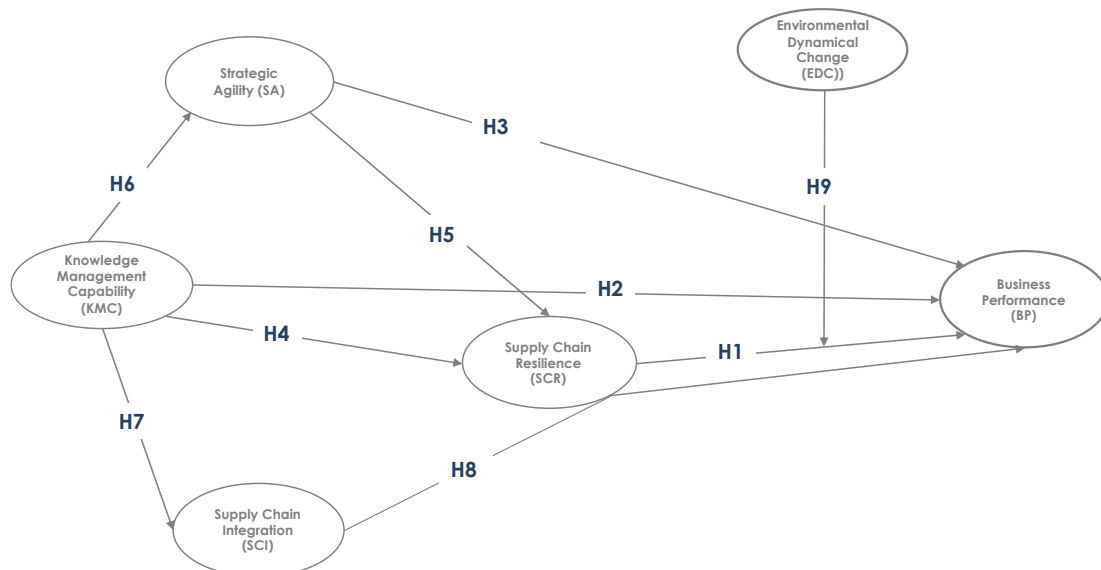 Environmental
Dynamical
Change
(EDC))
Strategic
Agility (SA)
H3
H6
H9
H5
Knowledge
Management
Capability
(KMC)
H2
Business
Performance
(BP)
H4
Supply Chain
Resilience
(SCR)
H1
H7
H8
Supply Chain
Integration
(SCI)